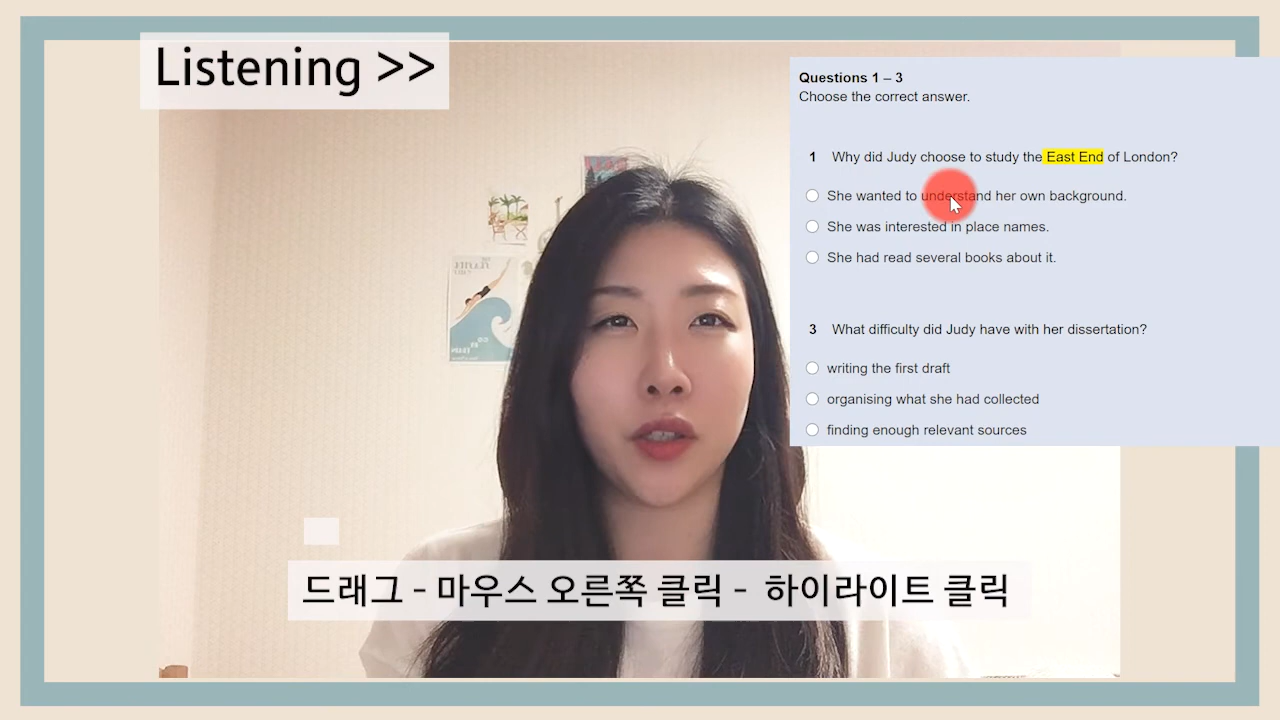 Listening >>
Questions 1 – 3
Choose the correct answer.
1 Why did Judy choose to study the East End of London?
She wanted to understand her own background.
She was interested in place names.
She had read several books about it.
3 What difficulty did Judy have with her dissertation?
writing the first draft
organising what she had collected
finding enough relevant sources
드래그 - 마우스 오른쪽 클릭 - 하이라이트 클릭